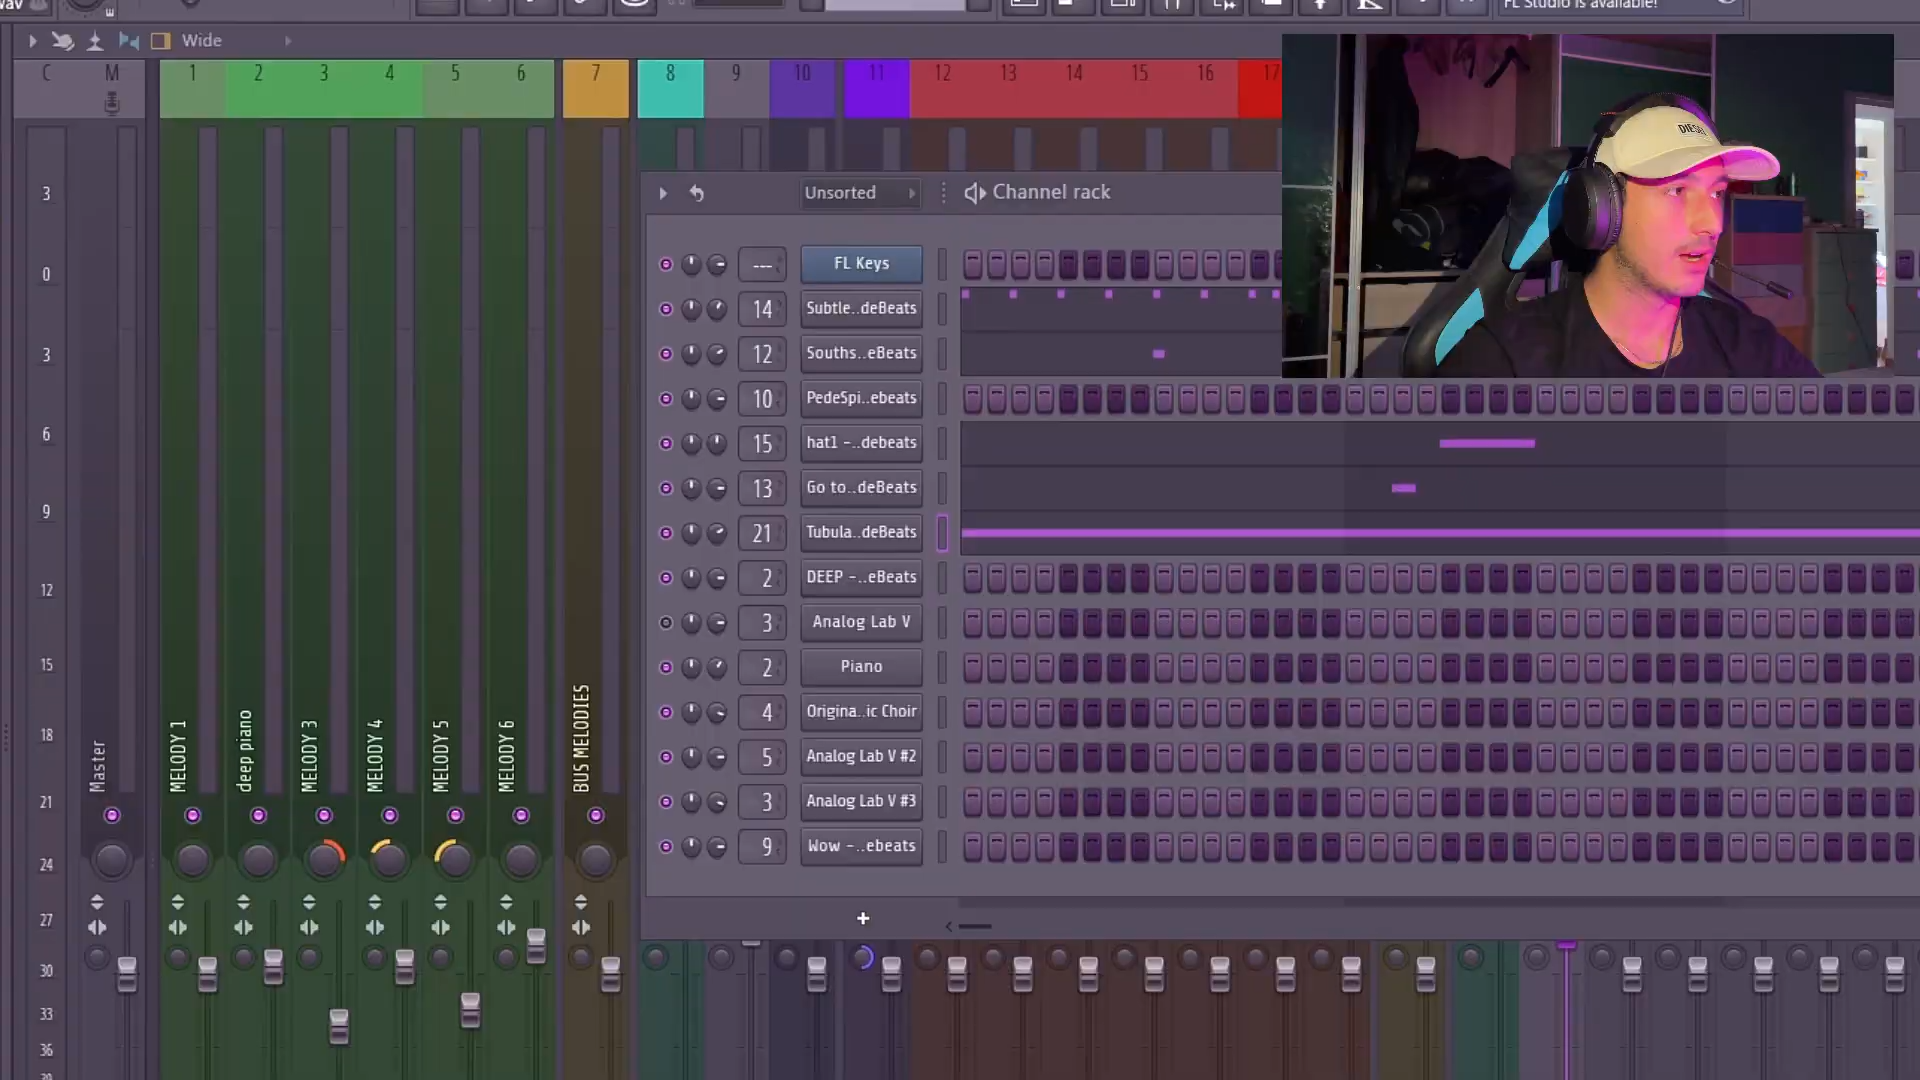 wav
FL Studio is available!
Wide
C M 1 2 3 4 5 6 7 8 9 10 11 12 13 14 15 16 17
DIESEL
Unsorted
Channel rack
--- FL Keys
14 Subtle..deBeats
12 Souths..eBeats
10 PedeSpi..ebeats
15 hat1 -..debeats
13 Go to..deBeats
21 Tubula..deBeats
2 DEEP -..eBeats
3 Analog Lab V
2 Piano
4 Origina..ic Choir
5 Analog Lab V #2
3 Analog Lab V #3
9 Wow -..ebeats
+
3
0
3
6
9
12
15
18
21
24
27
30
33
36
Master
MELODY 1
deep piano
MELODY 3
MELODY 4
MELODY 5
MELODY 6
BUS MELODIES